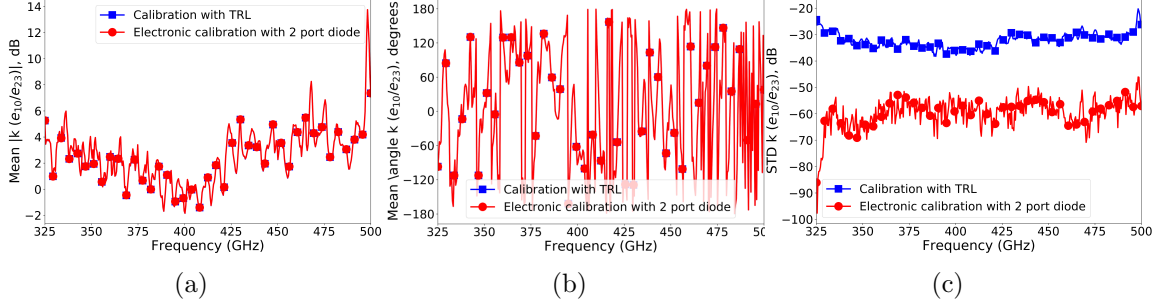 14
12
10
8
6
4
2
0
−2
325 350 375 400 425 450 475 500
Frequency (GHz)
Mean |k (e10/e23)|, dB
Calibration with TRL
Electronic calibration with 2 port diode
(a)
180
120
60
0
−60
−120
−180
325 350 375 400 425 450 475 500
Frequency (GHz)
Mean \angle k (e10/e23), degrees
Calibration with TRL
Electronic calibration with 2 port diode
(b)
−20
−30
−40
−50
−60
−70
−80
−90
−100
325 350 375 400 425 450 475 500
Frequency (GHz)
STD k (e10/e23), dB
Calibration with TRL
Electronic calibration with 2 port diode
(c)